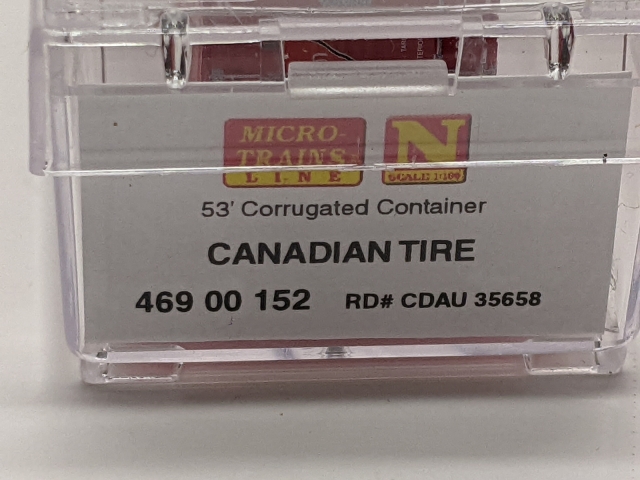 MICRO-
TRAINS
LINE
N
SCALE 1:160
53' Corrugated Container
CANADIAN TIRE
469 00 152 RD# CDAU 35658